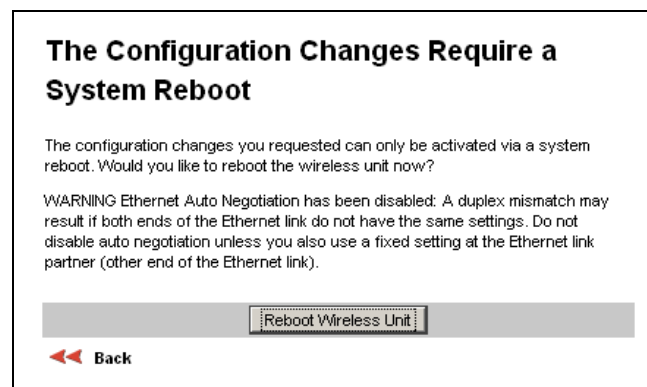 The Configuration Changes Require a
System Reboot
The configuration changes you requested can only be activated via a system
reboot. Would you like to reboot the wireless unit now?
WARNING Ethernet Auto Negotiation has been disabled: A duplex mismatch may
result if both ends of the Ethernet link do not have the same settings. Do not
disable auto negotiation unless you also use a fixed setting at the Ethernet link
partner (other end of the Ethernet link).
Reboot Wireless Unit
Back